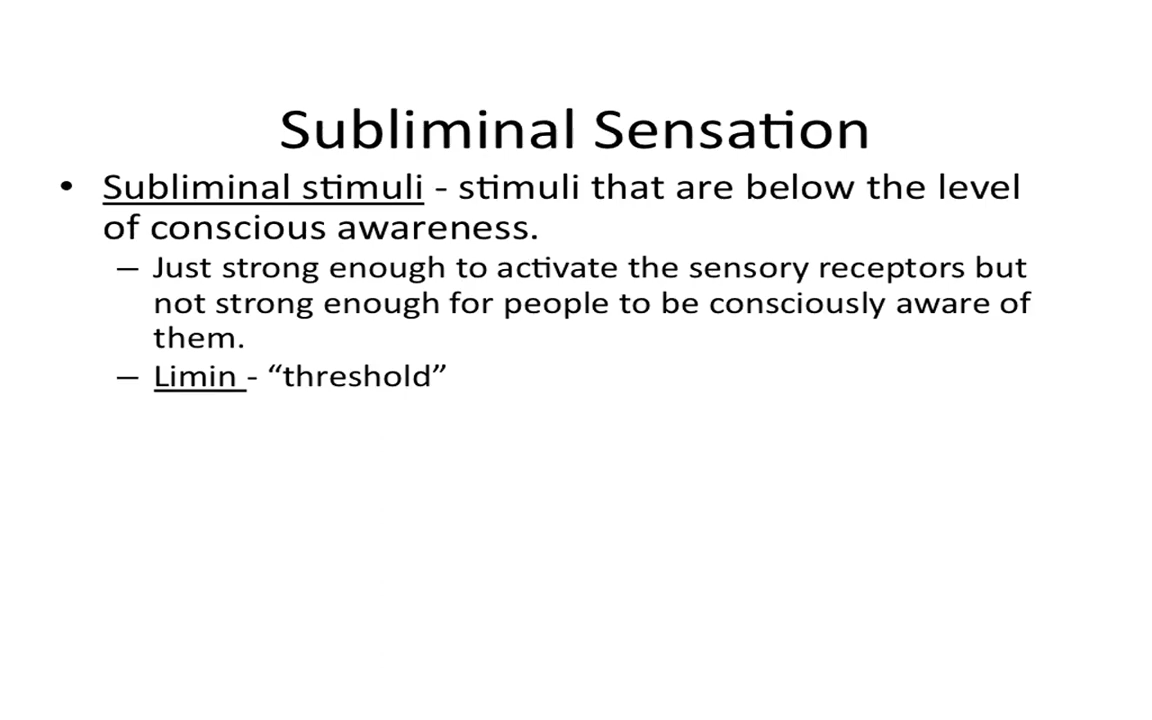 Subliminal Sensation
• Subliminal stimuli - stimuli that are below the level
of conscious awareness.
– Just strong enough to activate the sensory receptors but
not strong enough for people to be consciously aware of
them.
– Limin - “threshold”